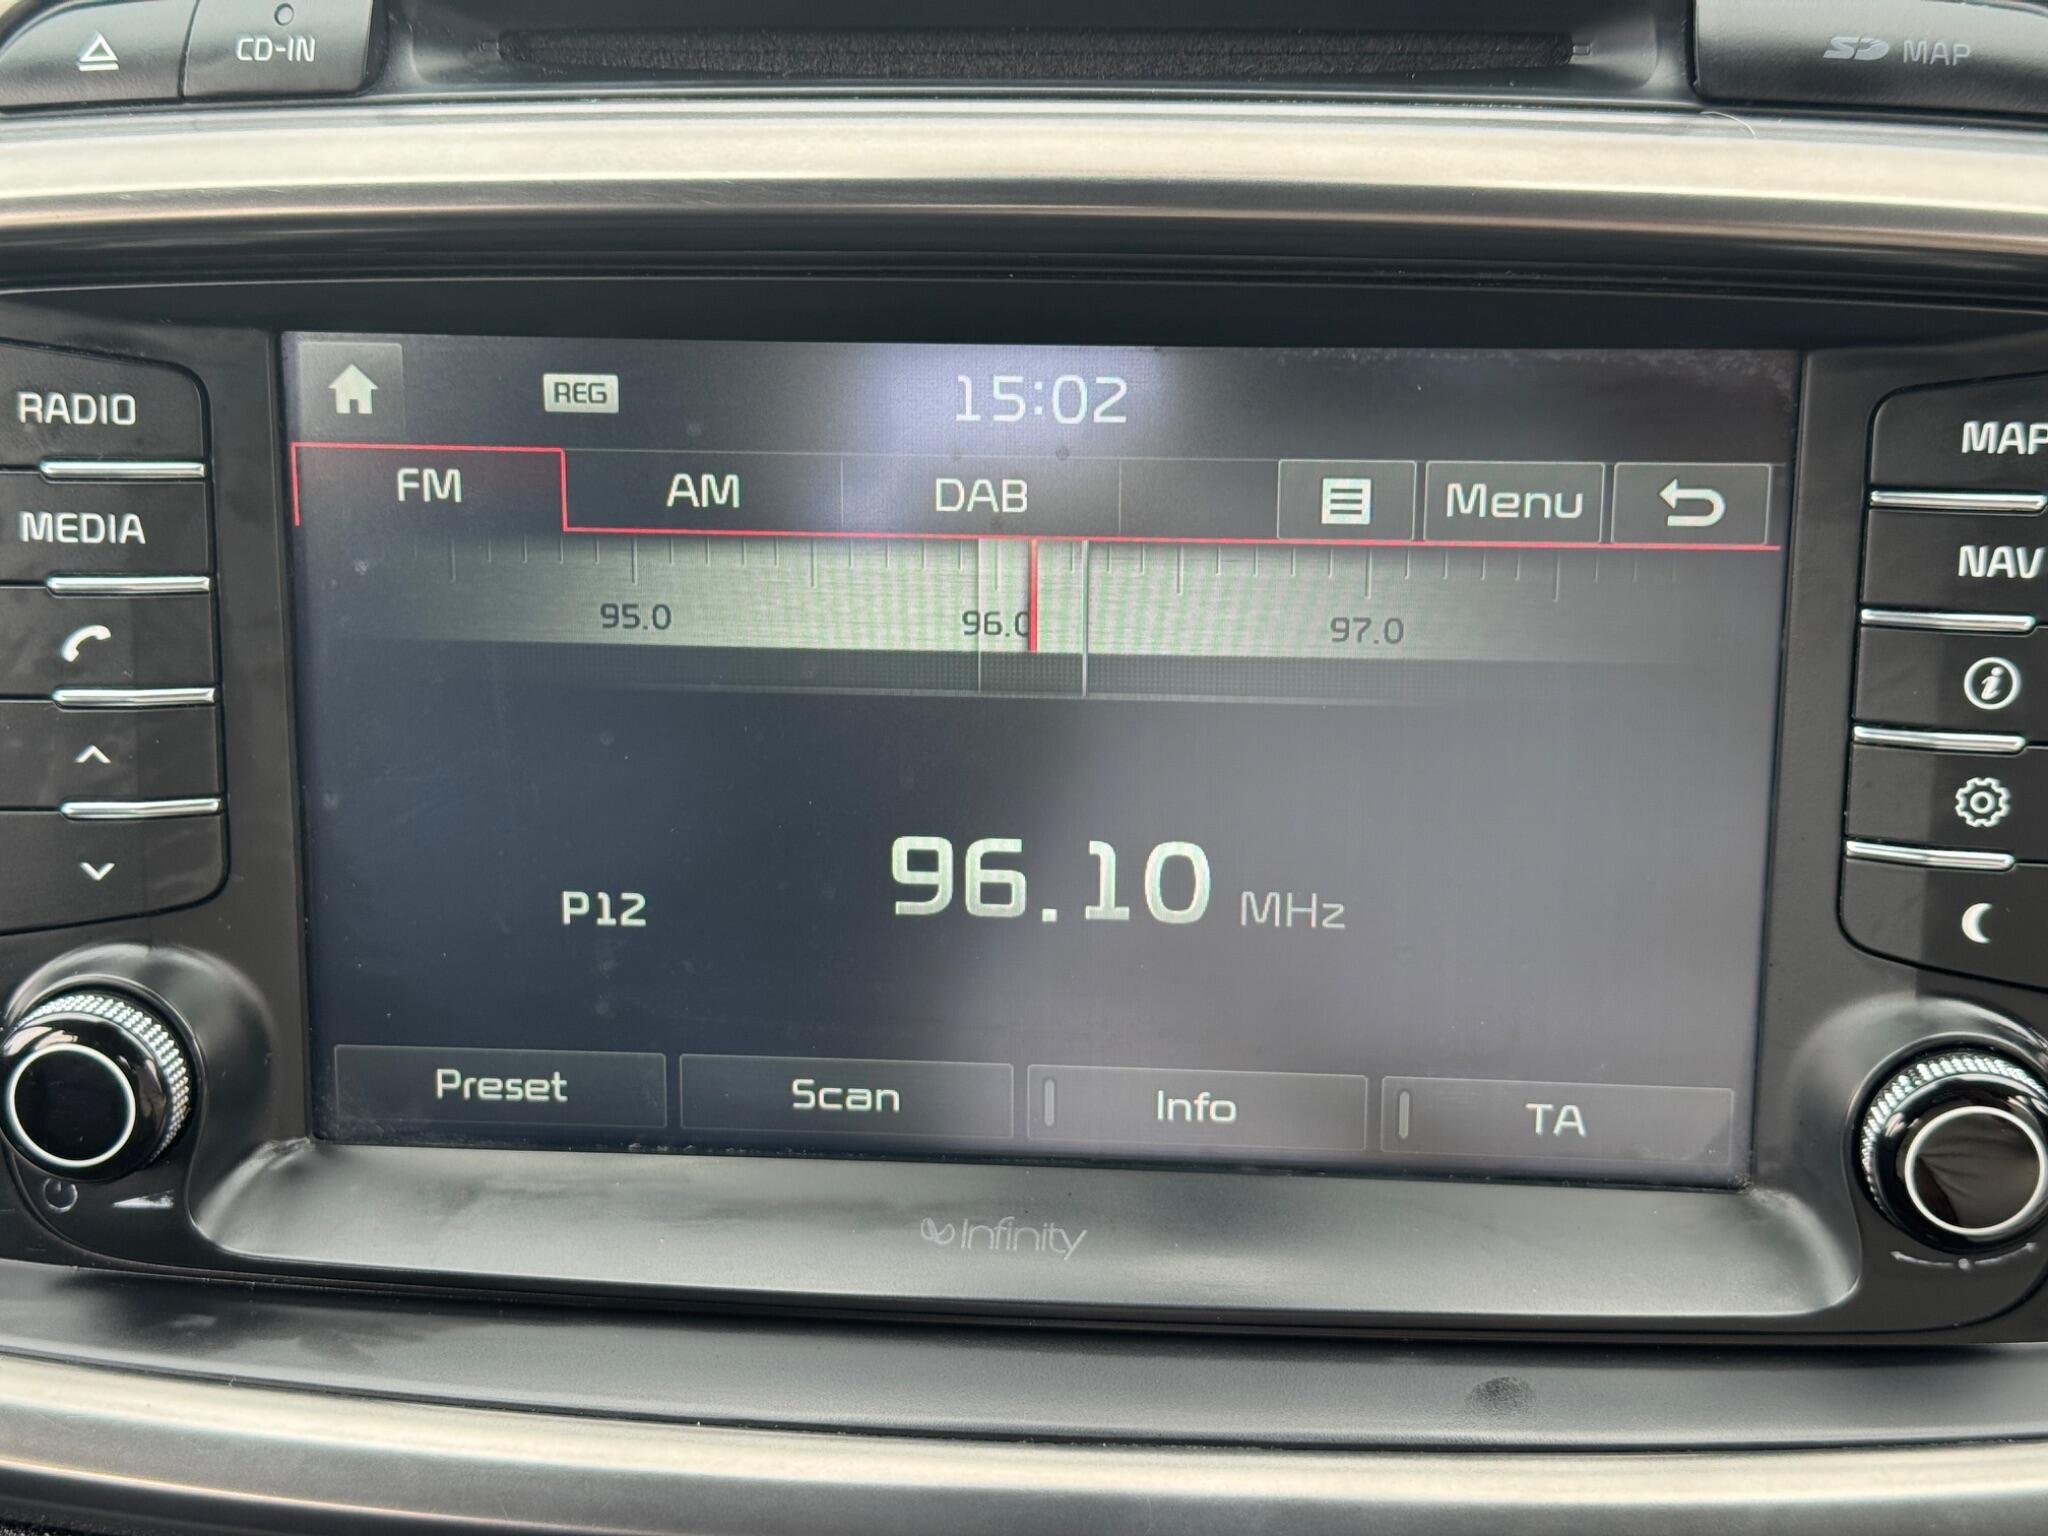 CD-IN
SD MAP
RADIO
MEDIA
REG
15:02
FM AM DAB Menu
95.0 96.0 97.0
P12 96.10 MHz
Preset Scan Info TA
MAP
NAV
Infinity